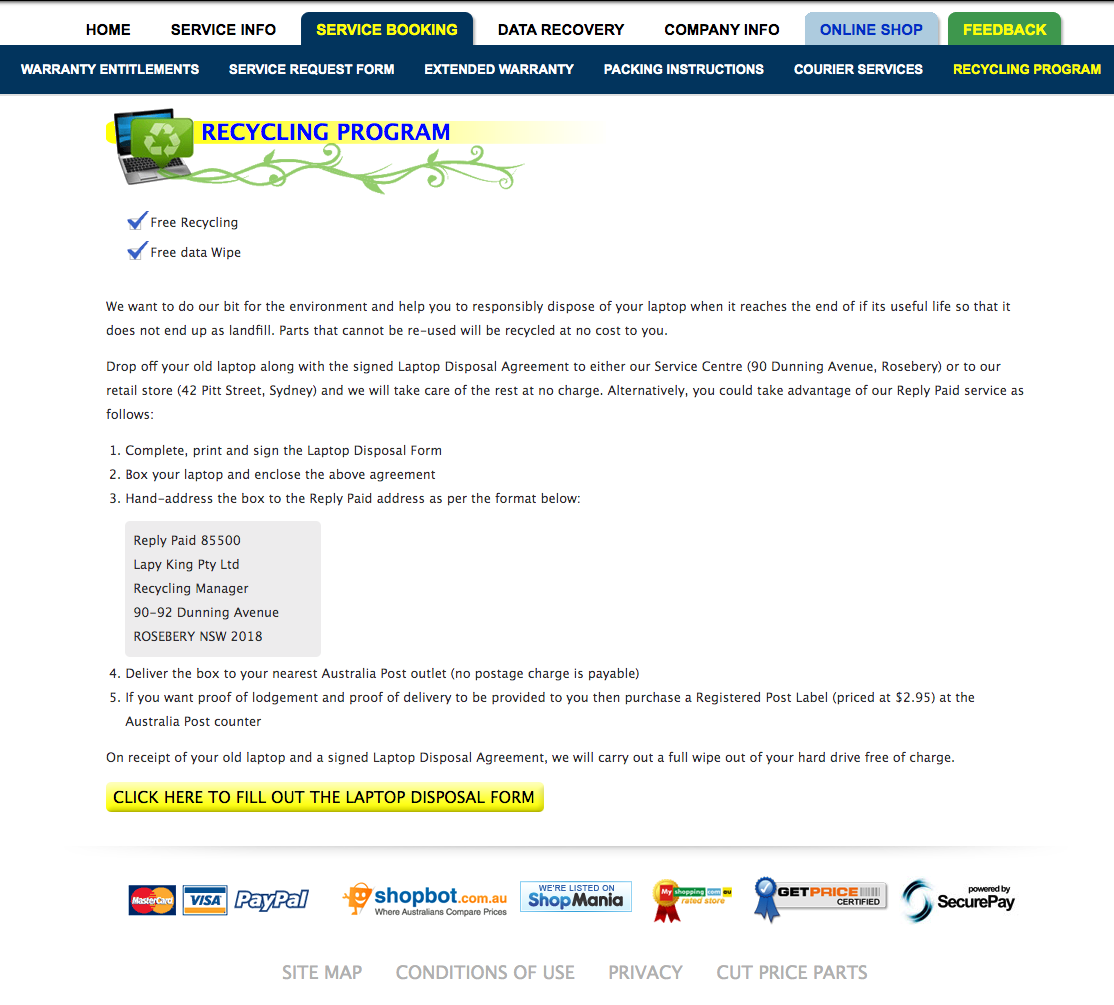 HOME SERVICE INFO SERVICE BOOKING DATA RECOVERY COMPANY INFO ONLINE SHOP FEEDBACK
WARRANTY ENTITLEMENTS SERVICE REQUEST FORM EXTENDED WARRANTY PACKING INSTRUCTIONS COURIER SERVICES RECYCLING PROGRAM
RECYCLING PROGRAM
Free Recycling
Free data Wipe
We want to do our bit for the environment and help you to responsibly dispose of your laptop when it reaches the end of if its useful life so that it
does not end up as landfill. Parts that cannot be re-used will be recycled at no cost to you.
Drop off your old laptop along with the signed Laptop Disposal Agreement to either our Service Centre (90 Dunning Avenue, Rosebery) or to our
retail store (42 Pitt Street, Sydney) and we will take care of the rest at no charge. Alternatively, you could take advantage of our Reply Paid service as
follows:
1. Complete, print and sign the Laptop Disposal Form
2. Box your laptop and enclose the above agreement
3. Hand-address the box to the Reply Paid address as per the format below:
Reply Paid 85500
Lapy King Pty Ltd
Recycling Manager
90-92 Dunning Avenue
ROSEBERY NSW 2018
4. Deliver the box to your nearest Australia Post outlet (no postage charge is payable)
5. If you want proof of lodgement and proof of delivery to be provided to you then purchase a Registered Post Label (priced at $2.95) at the
Australia Post counter
On receipt of your old laptop and a signed Laptop Disposal Agreement, we will carry out a full wipe out of your hard drive free of charge.
CLICK HERE TO FILL OUT THE LAPTOP DISPOSAL FORM
MasterCard VISA PayPal
shopbot.com.au
Where Australians Compare Prices
WE'RE LISTED ON
ShopMania
My shopping com au
rated store
GETPRICE
CERTIFIED
powered by
SecurePay
SITE MAP CONDITIONS OF USE PRIVACY CUT PRICE PARTS